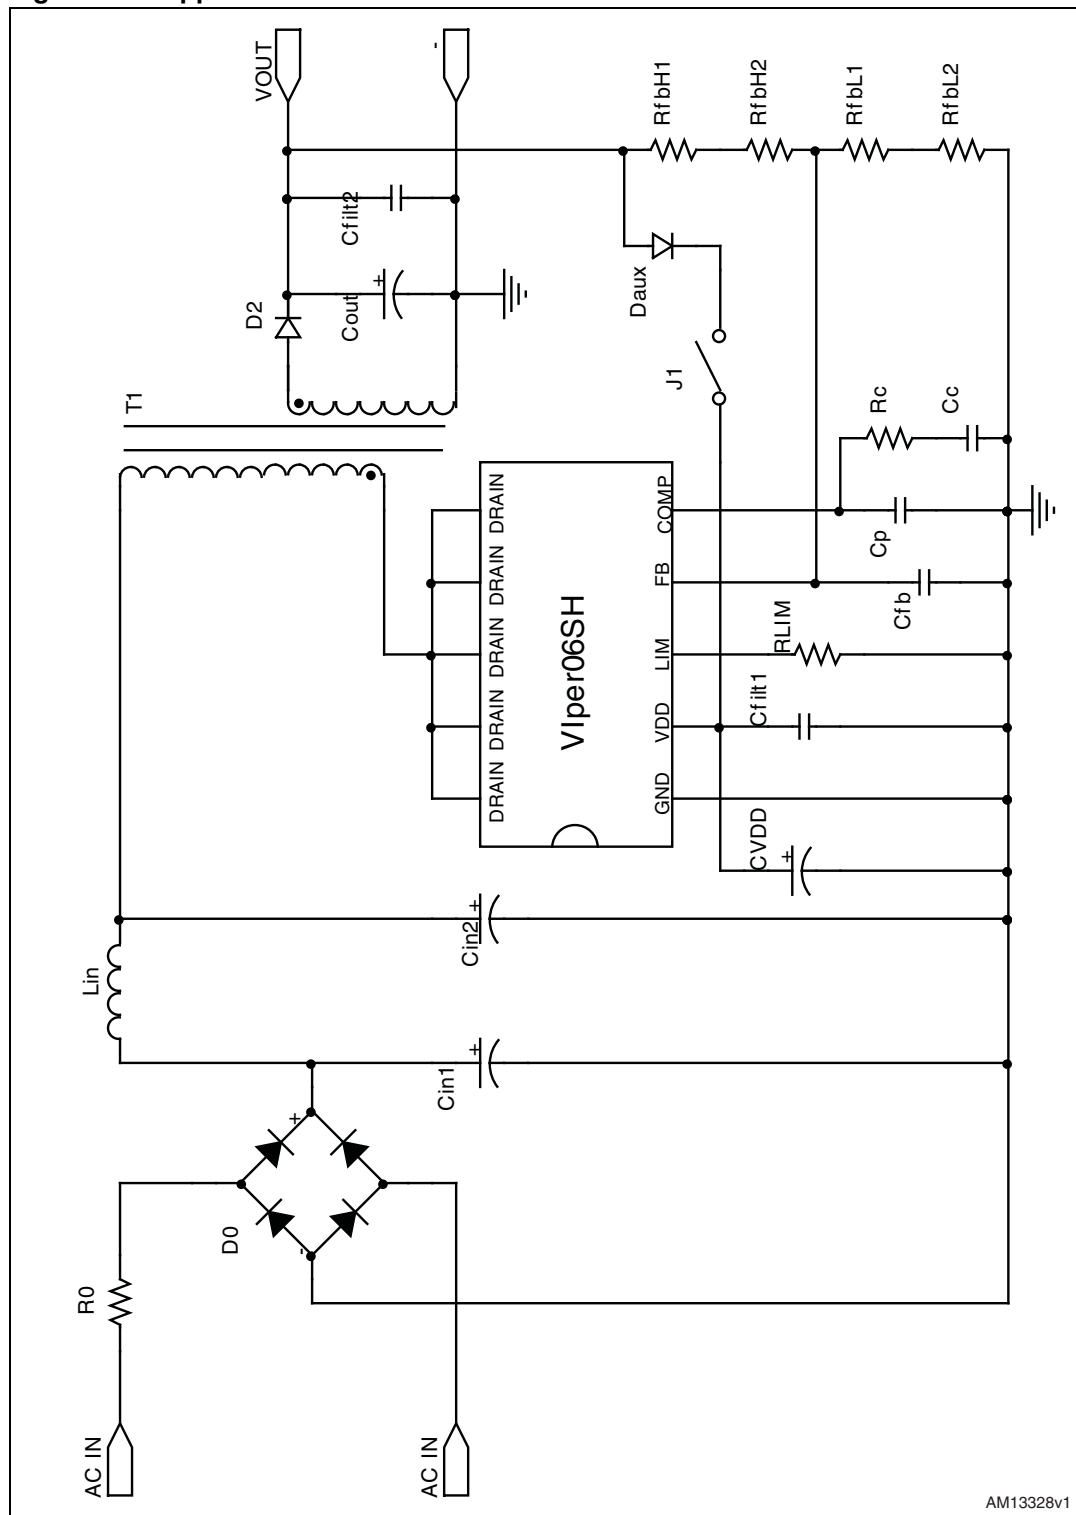 AC IN
AC IN
R0
D0
+
-
Lin
Cin1
+
Cin2
+
T1
D2
Cout
+
Cfilt2
VOUT
-
DRAIN
DRAIN
DRAIN
DRAIN
DRAIN
VIper06SH
GND
VDD
LIM
FB
COMP
CVDD
+
Cfilt1
RLIM
Cfb
Cp
Rc
Cc
J1
Daux
RfbH1
RfbH2
RfbL1
RfbL2
AM13328v1